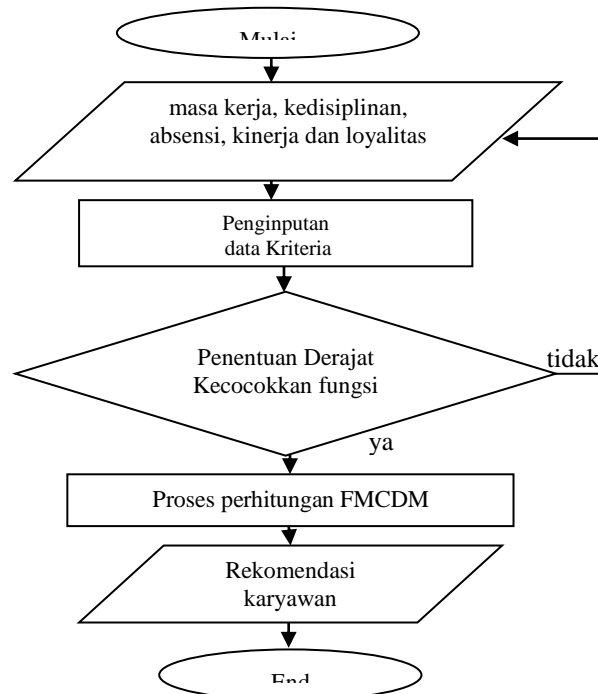 Mulai
masa kerja, kedisiplinan,
absensi, kinerja dan loyalitas
Penginputan
data Kriteria
Penentuan Derajat
Kecocokkan fungsi
tidak
ya
Proses perhitungan FMCDM
Rekomendasi
karyawan
End